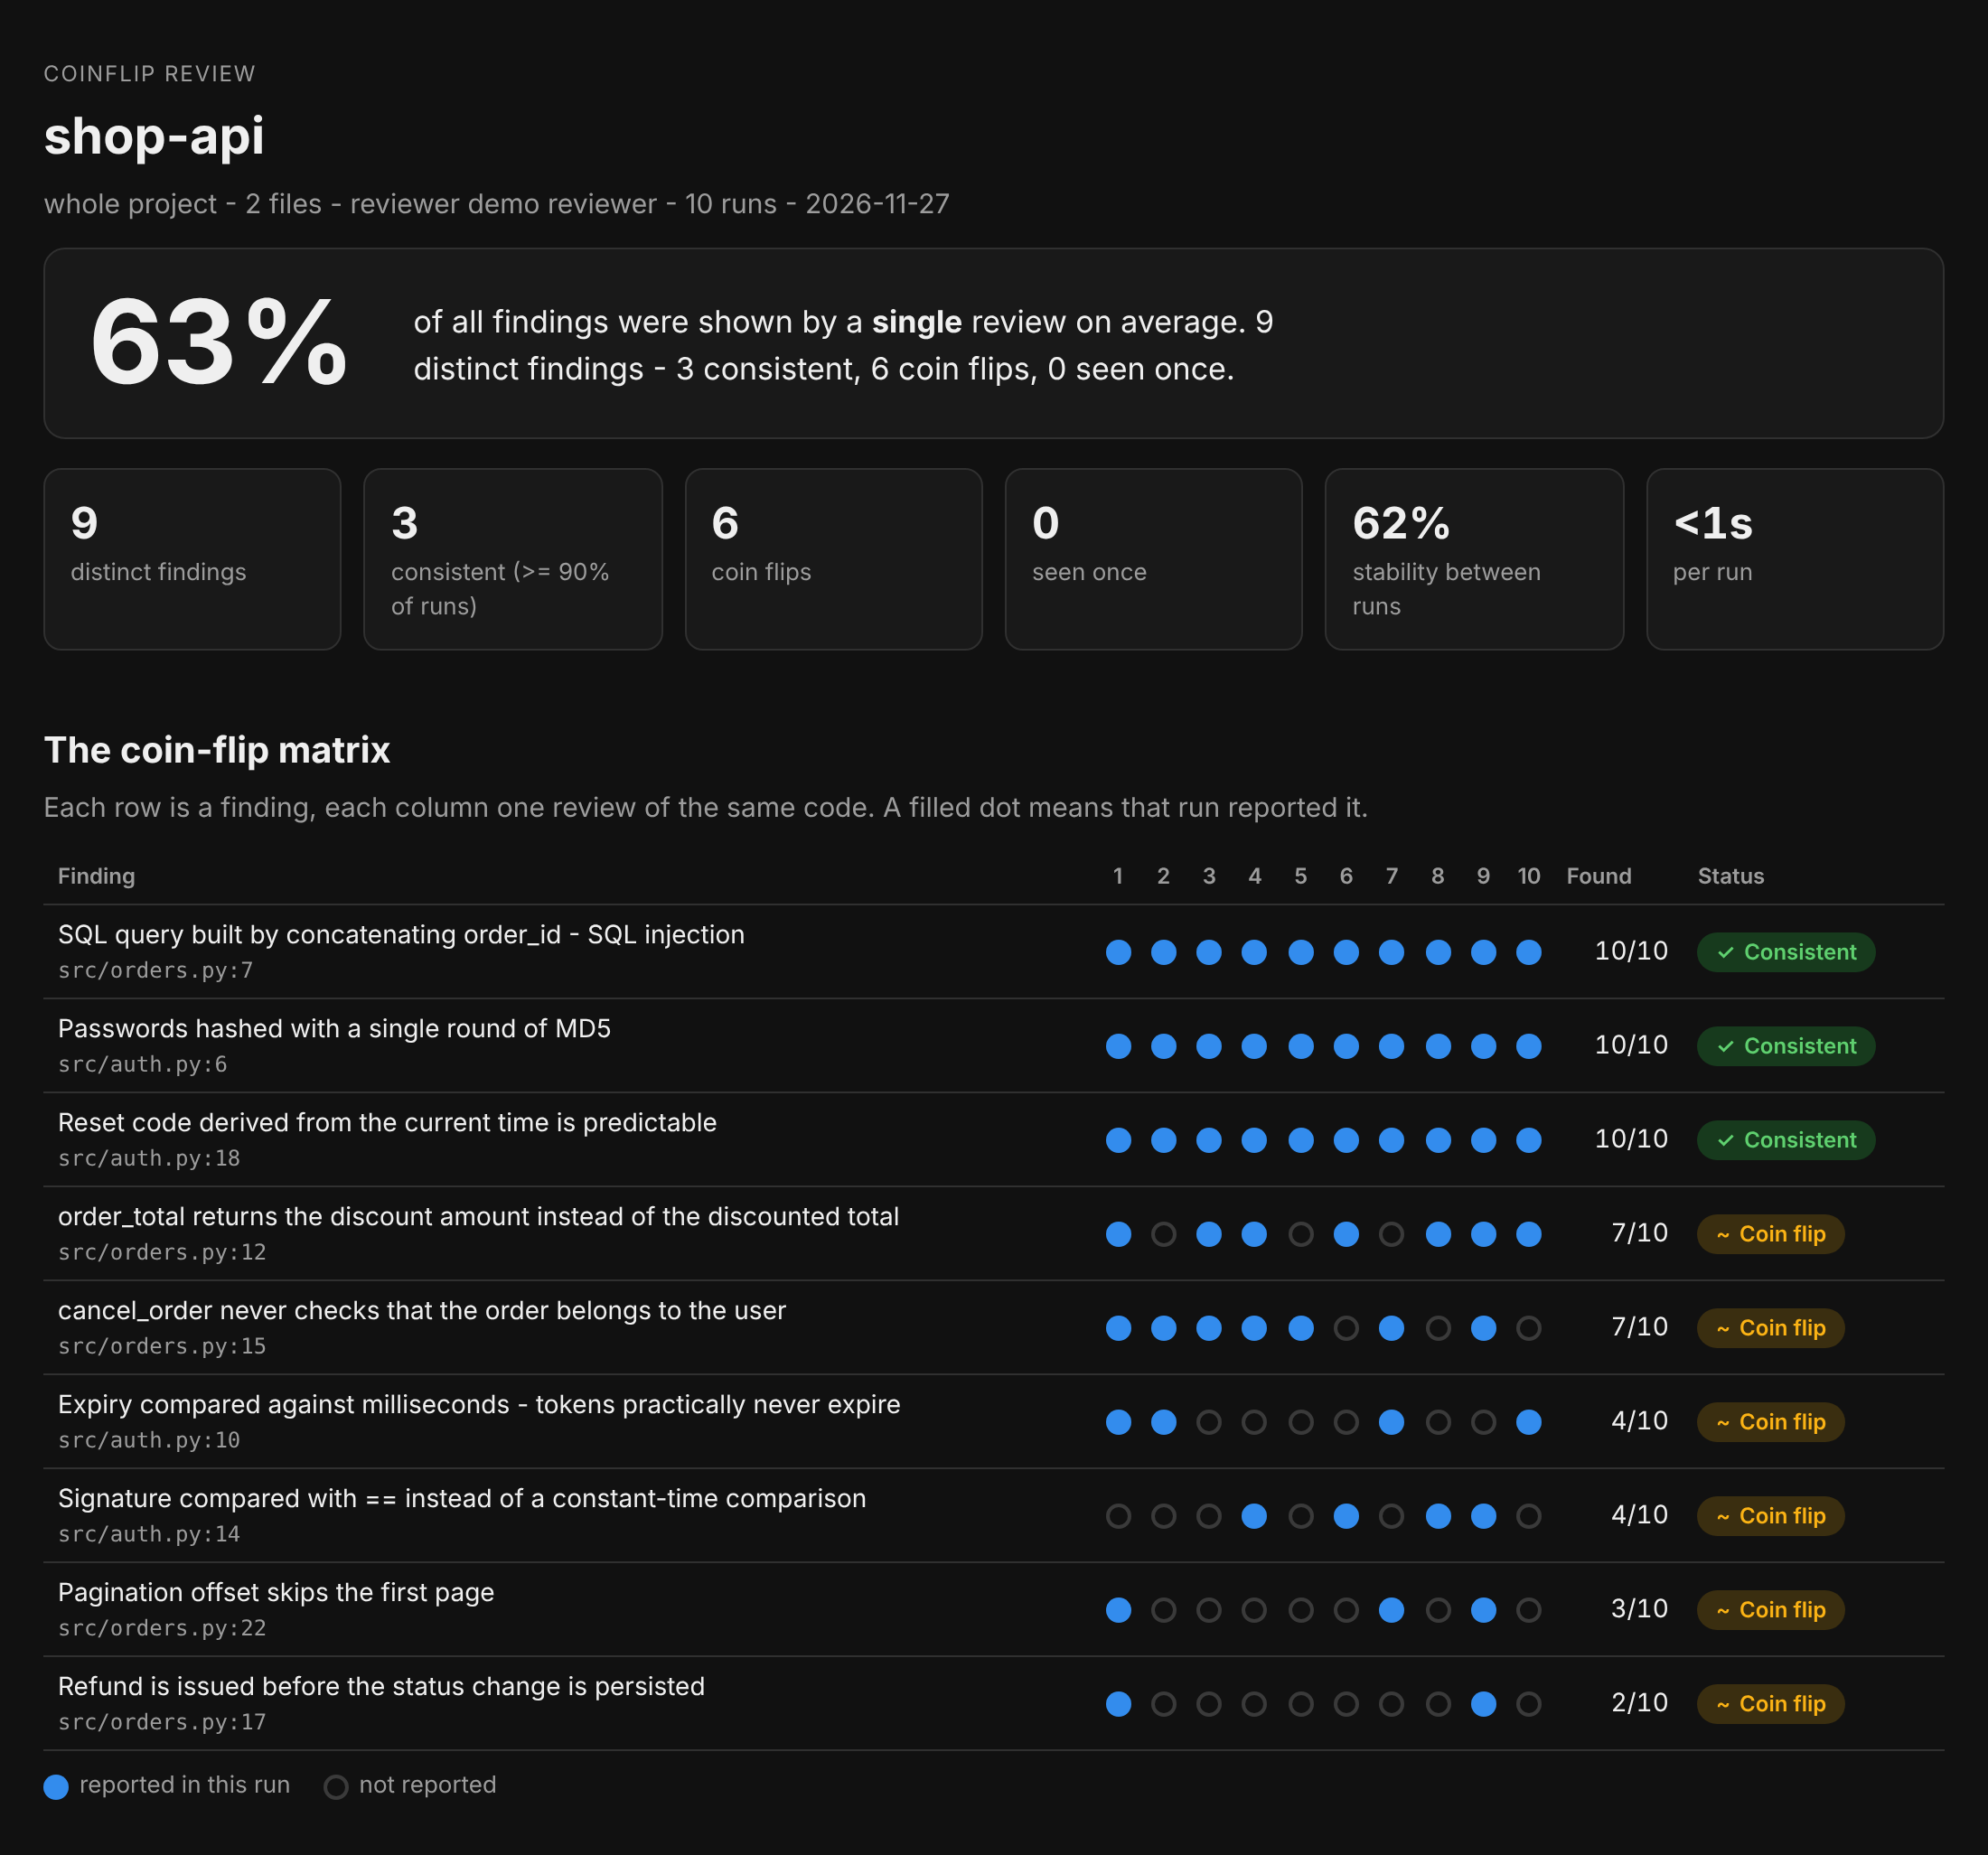 COINFLIP REVIEW
shop-api
whole project - 2 files - reviewer demo reviewer - 10 runs - 2026-11-27
63%
of all findings were shown by a single review on average. 9
distinct findings - 3 consistent, 6 coin flips, 0 seen once.
9
distinct findings
3
consistent (>= 90%
of runs)
6
coin flips
0
seen once
62%
stability between
runs
<1s
per run
The coin-flip matrix
Each row is a finding, each column one review of the same code. A filled dot means that run reported it.
Finding 1 2 3 4 5 6 7 8 9 10 Found Status
SQL query built by concatenating order_id - SQL injection
src/orders.py:7
10/10 ✓ Consistent
Passwords hashed with a single round of MD5
src/auth.py:6
10/10 ✓ Consistent
Reset code derived from the current time is predictable
src/auth.py:18
10/10 ✓ Consistent
order_total returns the discount amount instead of the discounted total
src/orders.py:12
7/10 ~ Coin flip
cancel_order never checks that the order belongs to the user
src/orders.py:15
7/10 ~ Coin flip
Expiry compared against milliseconds - tokens practically never expire
src/auth.py:10
4/10 ~ Coin flip
Signature compared with == instead of a constant-time comparison
src/auth.py:14
4/10 ~ Coin flip
Pagination offset skips the first page
src/orders.py:22
3/10 ~ Coin flip
Refund is issued before the status change is persisted
src/orders.py:17
2/10 ~ Coin flip
reported in this run not reported